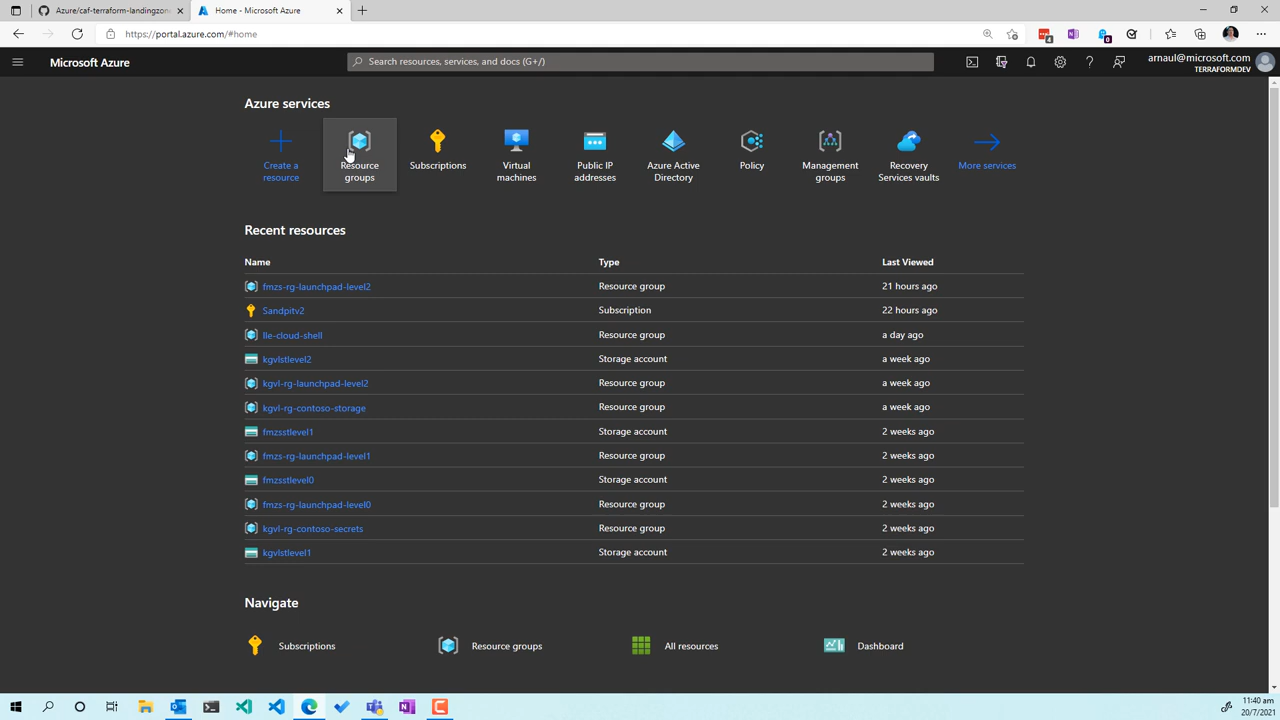 Azure/caf-terraform-landingzon
Home - Microsoft Azure
https://portal.azure.com/#home
4
0
Microsoft Azure
Search resources, services, and docs (G+/)
arnaul@microsoft.com
TERRAFORMDEV
Azure services
Create a
resource
Resource
groups
Subscriptions
Virtual
machines
Public IP
addresses
Azure Active
Directory
Policy
Management
groups
Recovery
Services vaults
More services
Recent resources
Name Type Last Viewed
fmzs-rg-launchpad-level2 Resource group 21 hours ago
Sandpitv2 Subscription 22 hours ago
lle-cloud-shell Resource group a day ago
kgvlstlevel2 Storage account a week ago
kgvl-rg-launchpad-level2 Resource group a week ago
kgvl-rg-contoso-storage Resource group a week ago
fmzsstlevel1 Storage account 2 weeks ago
fmzs-rg-launchpad-level1 Resource group 2 weeks ago
fmzsstlevel0 Storage account 2 weeks ago
fmzs-rg-launchpad-level0 Resource group 2 weeks ago
kgvl-rg-contoso-secrets Resource group 2 weeks ago
kgvlstlevel1 Storage account 2 weeks ago
Navigate
Subscriptions Resource groups All resources Dashboard
11:40 am
20/7/2021